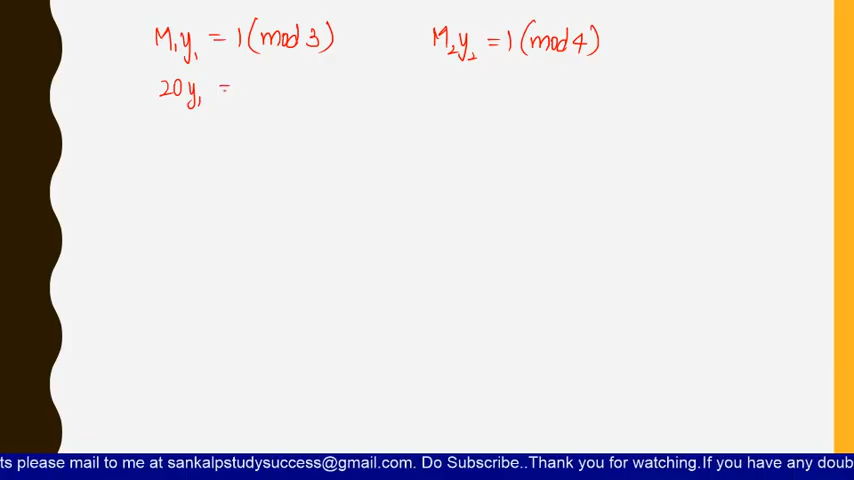 M₁y₁ = 1 (mod 3) M₂y₂ = 1 (mod 4)
20y₁ =
ts please mail to me at sankalpstudysuccess@gmail.com. Do Subscribe..Thank you for watching.If you have any doub